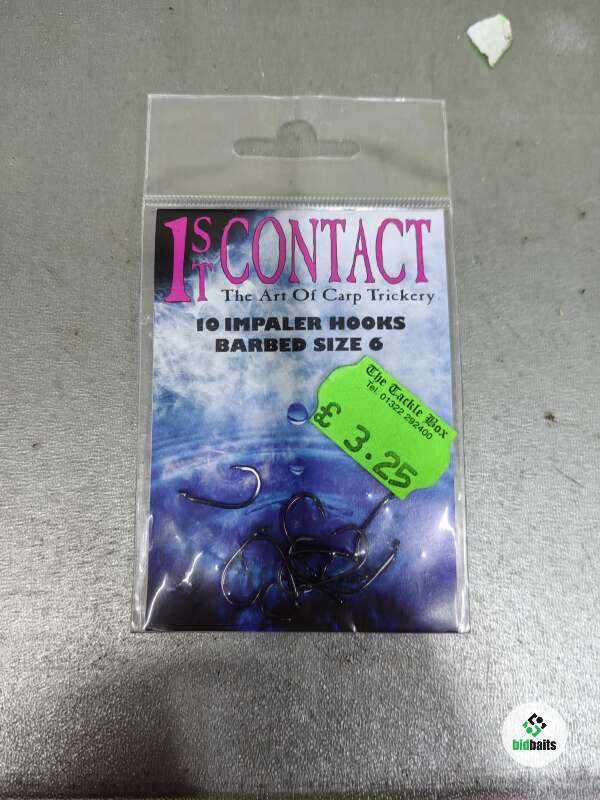 1ST CONTACT
The Art Of Carp Trickery
10 IMPALER HOOKS
BARBED SIZE 6
The Tackle Box
Tel. 01322 292400
£ 3.25
bidbaits